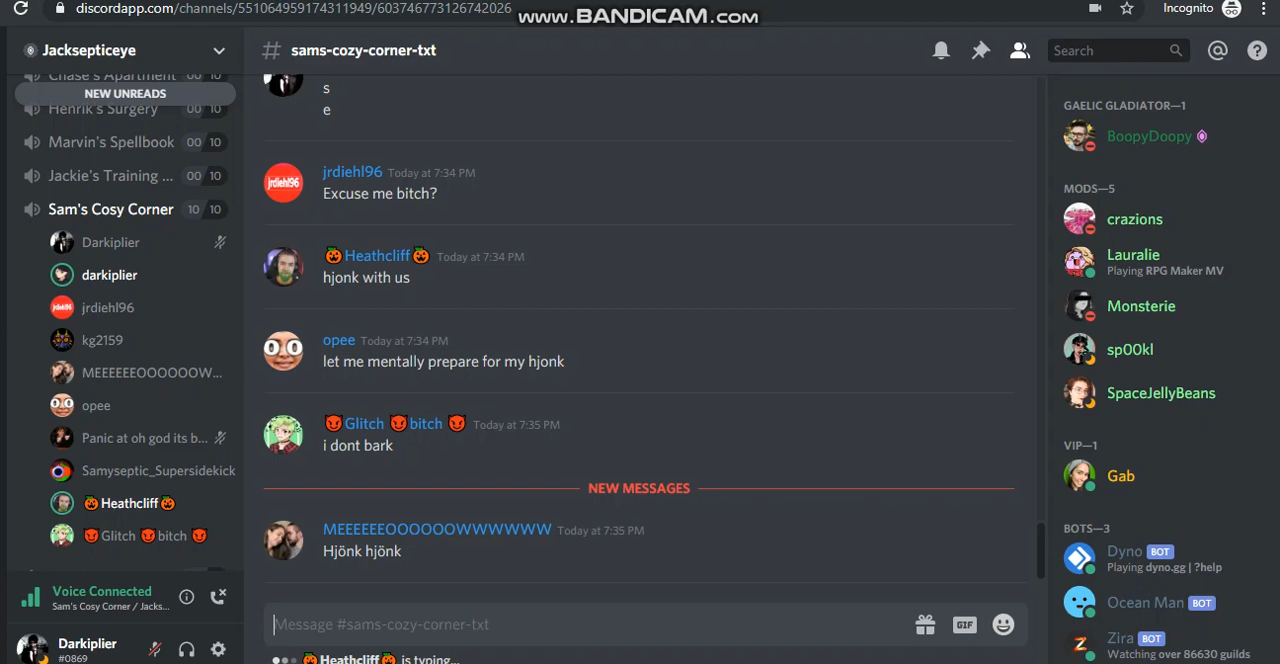 discordapp.com/channels/551064959174311949/603746773126742026
www.BANDICAM.com
Incognito
Jacksepticeye
Chase's Apartment 00 10
NEW UNREADS
Henrik's Surgery 00 10
Marvin's Spellbook 00 10
Jackie's Training ... 00 10
Sam's Cosy Corner 10 10
Darkiplier
darkiplier
jrdiehl96
kg2159
MEEEEEEOOOOOOW...
opee
Panic at oh god its b...
Samyseptic_Supersidekick
🎃Heathcliff🎃
😈Glitch 😈bitch 😈
Voice Connected
Sam's Cosy Corner / Jacks...
Darkiplier
#0869
# sams-cozy-corner-txt
Search
s
e
jrdiehl96 Today at 7:34 PM
Excuse me bitch?
🎃Heathcliff🎃 Today at 7:34 PM
hjonk with us
opee Today at 7:34 PM
let me mentally prepare for my hjonk
😈Glitch 😈bitch 😈 Today at 7:35 PM
i dont bark
NEW MESSAGES
MEEEEEEOOOOOOWWWWWW Today at 7:35 PM
Hjönk hjönk
Message #sams-cozy-corner-txt
GIF
🎃Heathcliff🎃 is typing...
GAELIC GLADIATOR—1
BoopyDoopy
MODS—5
crazions
Lauralie
Playing RPG Maker MV
Monsterie
sp00kl
SpaceJellyBeans
VIP—1
Gab
BOTS—3
Dyno BOT
Playing dyno.gg | ?help
Ocean Man BOT
Zira BOT
Watching over 86630 guilds